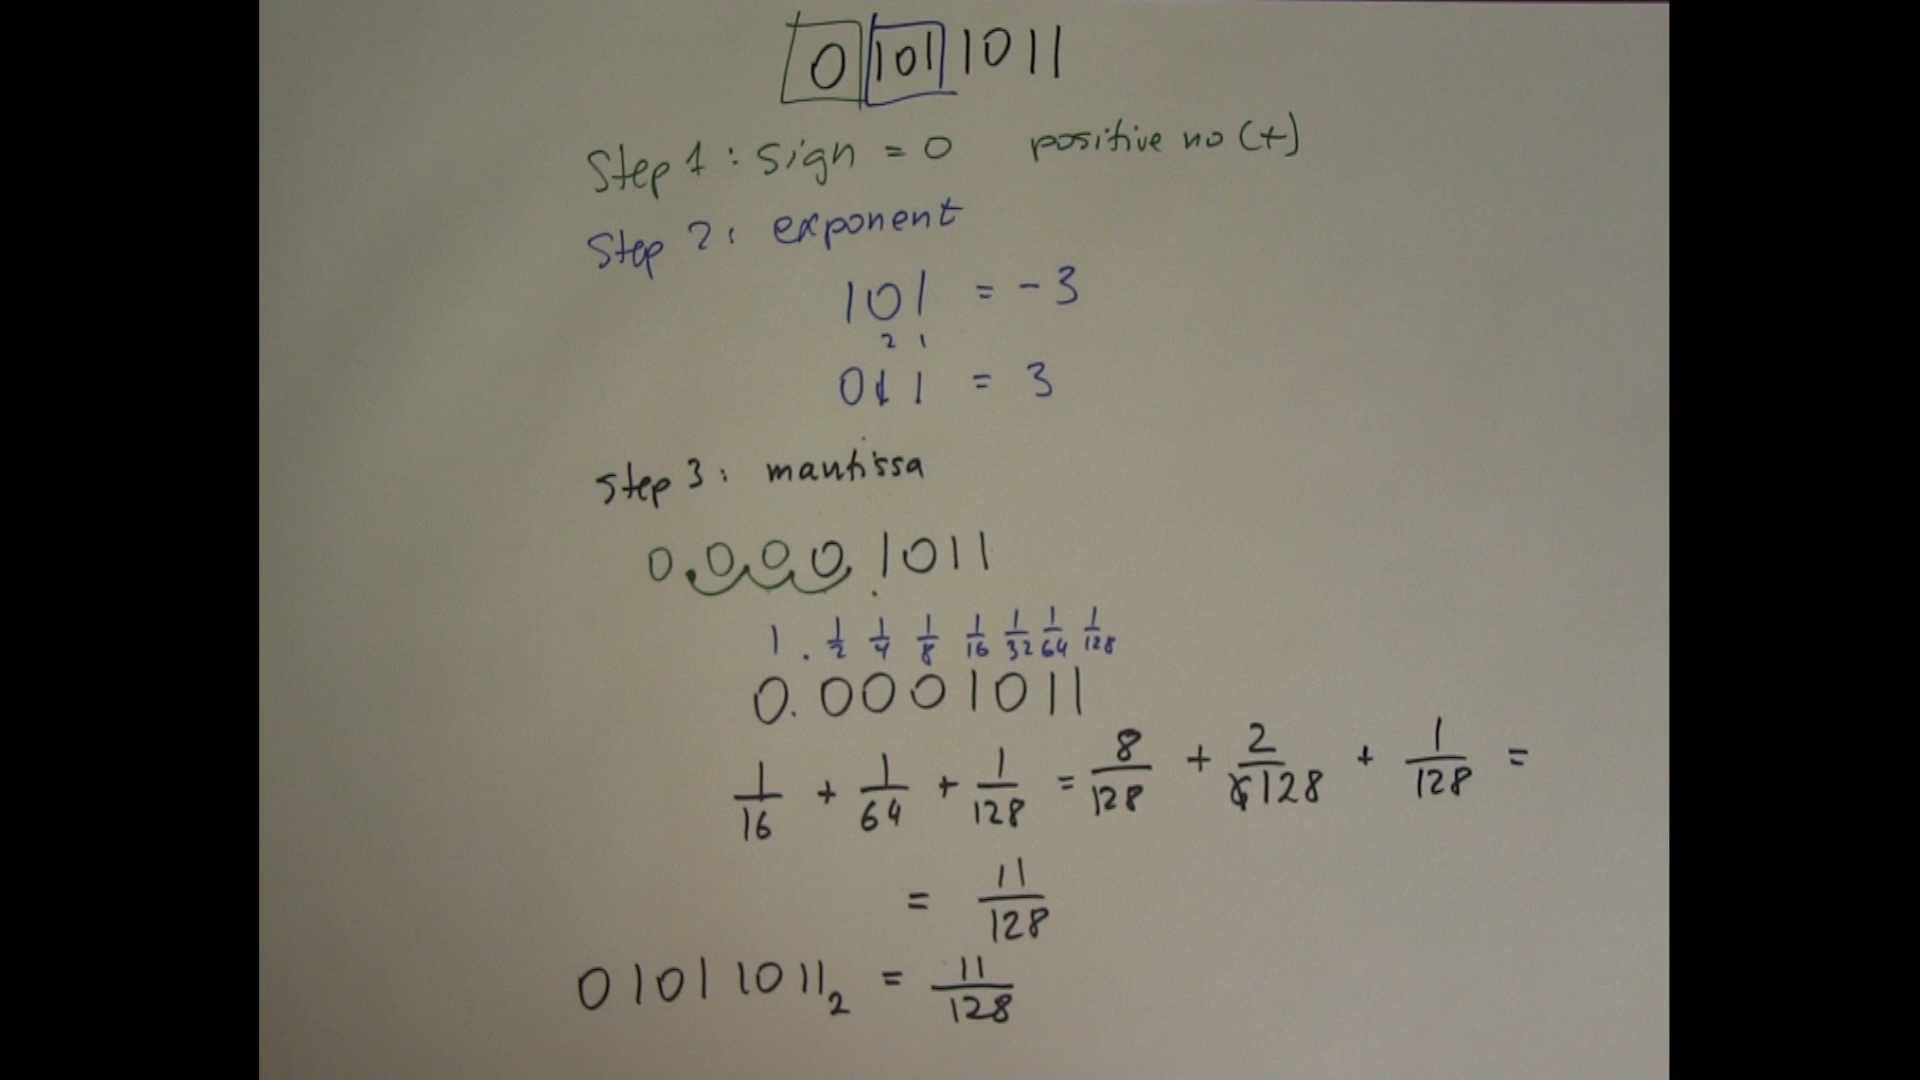 0 101 1011
Step 1: sign = 0 positive no (+)
Step 2: exponent
101 = -3
2 1
011 = 3
step 3: mantissa
0.000.1011
1. 1/2 1/4 1/8 1/16 1/32 1/64 1/128
0.0001011
1/16 + 1/64 + 1/128 = 8/128 + 2/128 + 1/128 =
= 11/128
01011011₂ = 11/128